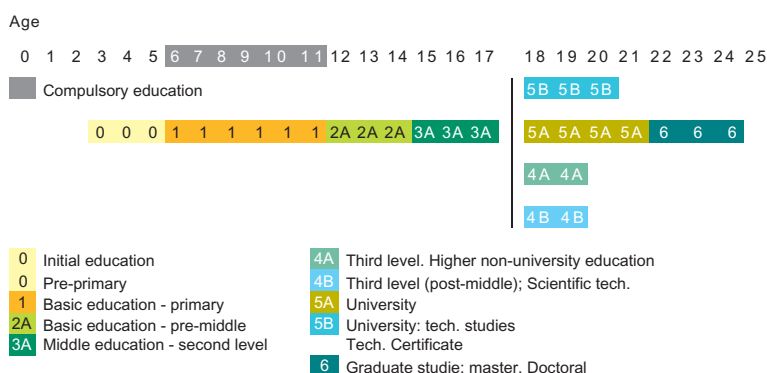 Age
0 1 2 3 4 5 6 7 8 9 10 11 12 13 14 15 16 17 18 19 20 21 22 23 24 25
Compulsory education 5B 5B 5B
0 0 0 1 1 1 1 1 1 2A 2A 2A 3A 3A 3A 5A 5A 5A 5A 6 6 6
4A 4A
4B 4B
0 Initial education
0 Pre-primary
1 Basic education - primary
2A Basic education - pre-middle
3A Middle education - second level
4A Third level. Higher non-university education
4B Third level (post-middle); Scientific tech.
5A University
5B University: tech. studies
Tech. Certificate
6 Graduate studie: master, Doctoral